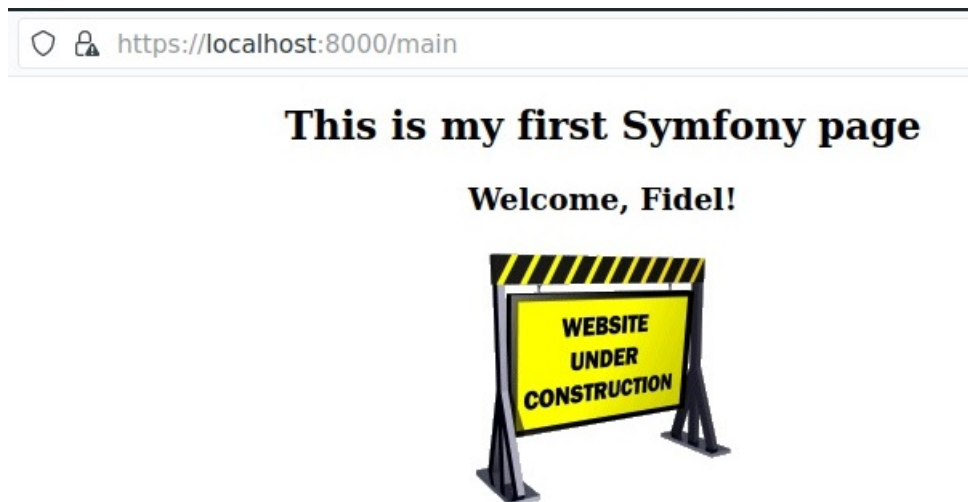 https://localhost:8000/main
This is my first Symfony page
Welcome, Fidel!
WEBSITE
UNDER
CONSTRUCTION